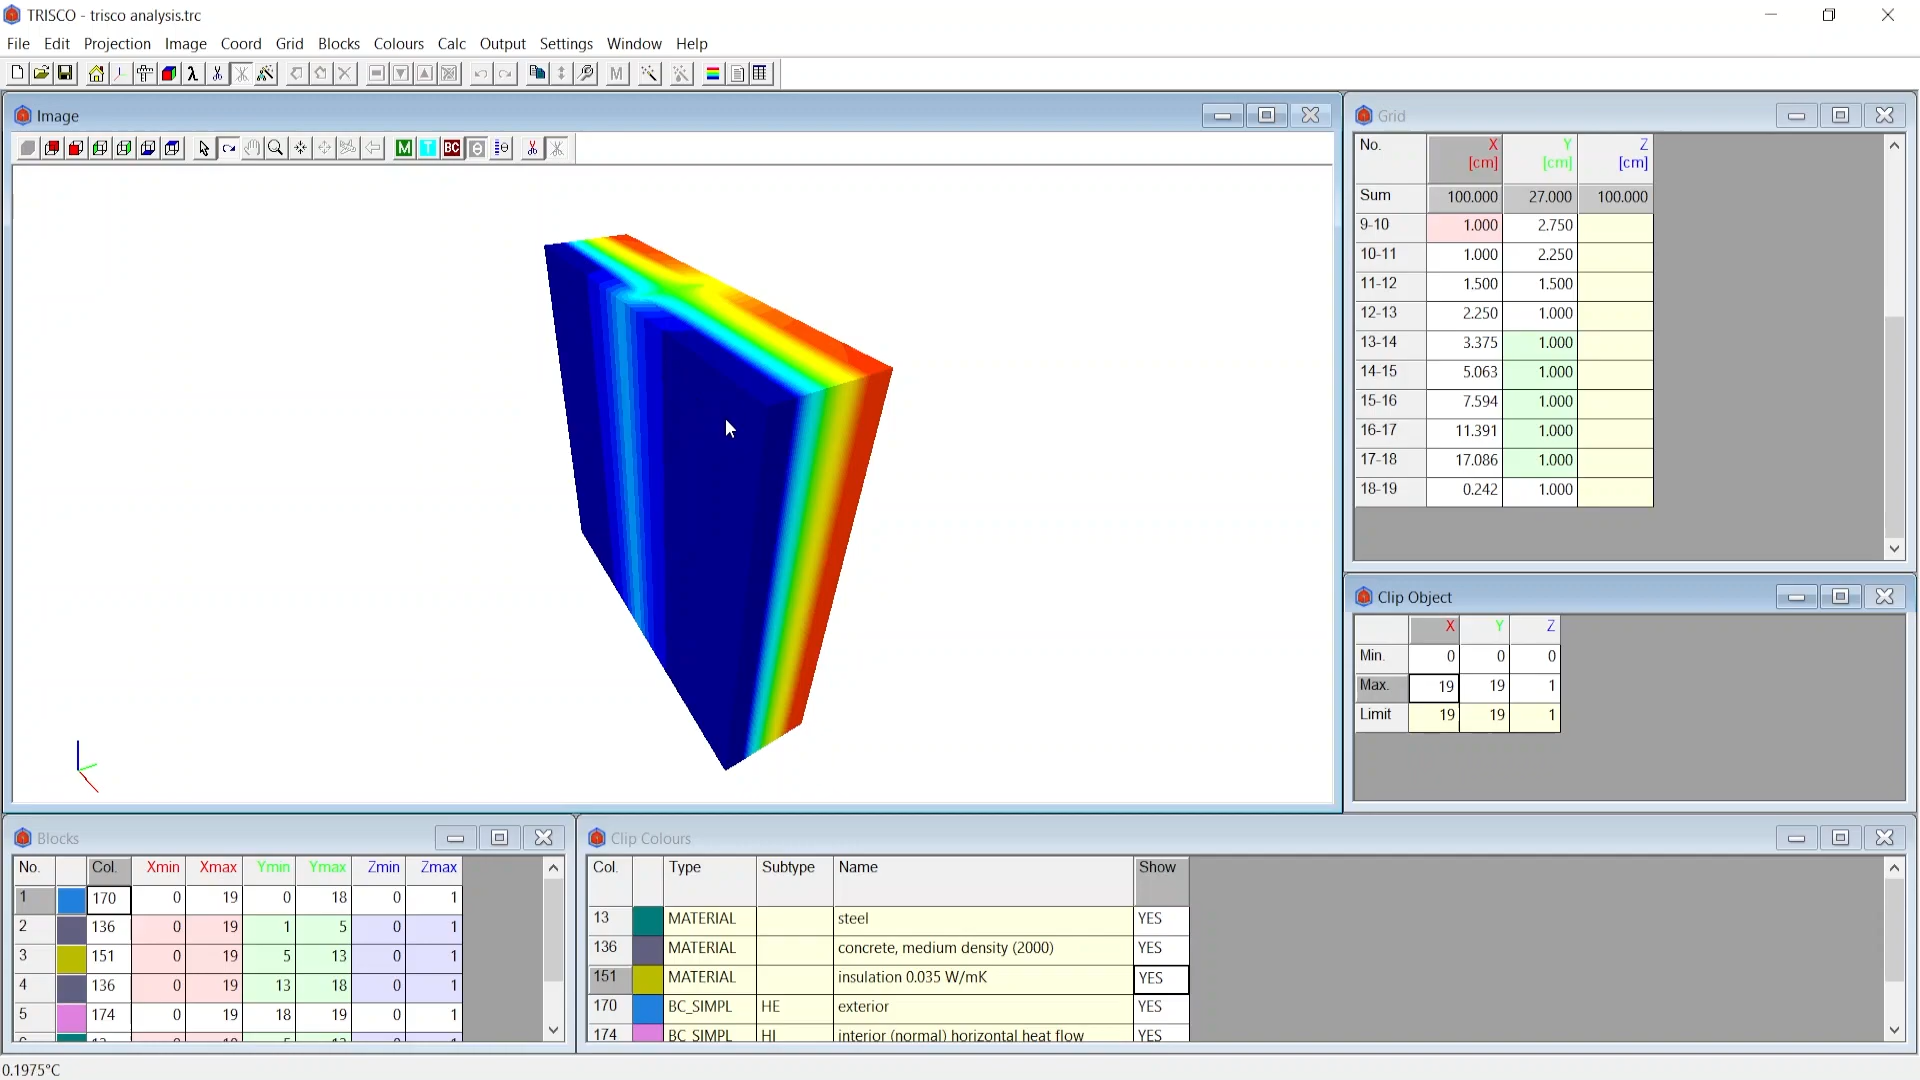 TRISCO - trisco analysis.trc
File Edit Projection Image Coord Grid Blocks Colours Calc Output Settings Window Help
λ M
Image
M T BC
Grid
No. X Y Z
[cm] [cm] [cm]
Sum 100.000 27.000 100.000
9-10 1.000 2.750
10-11 1.000 2.250
11-12 1.500 1.500
12-13 2.250 1.000
13-14 3.375 1.000
14-15 5.063 1.000
15-16 7.594 1.000
16-17 11.391 1.000
17-18 17.086 1.000
18-19 0.242 1.000
Clip Object
X Y Z
Min. 0 0 0
Max. 19 19 1
Limit 19 19 1
Blocks
No. Col. Xmin Xmax Ymin Ymax Zmin Zmax
1 170 0 19 0 18 0 1
2 136 0 19 1 5 0 1
3 151 0 19 5 13 0 1
4 136 0 19 13 18 0 1
5 174 0 19 18 19 0 1
Clip Colours
Col. Type Subtype Name Show
13 MATERIAL steel YES
136 MATERIAL concrete, medium density (2000) YES
151 MATERIAL insulation 0.035 W/mK YES
170 BC_SIMPL HE exterior YES
174 BC_SIMPL HI interior (normal) horizontal heat flow YES
0.1975°C